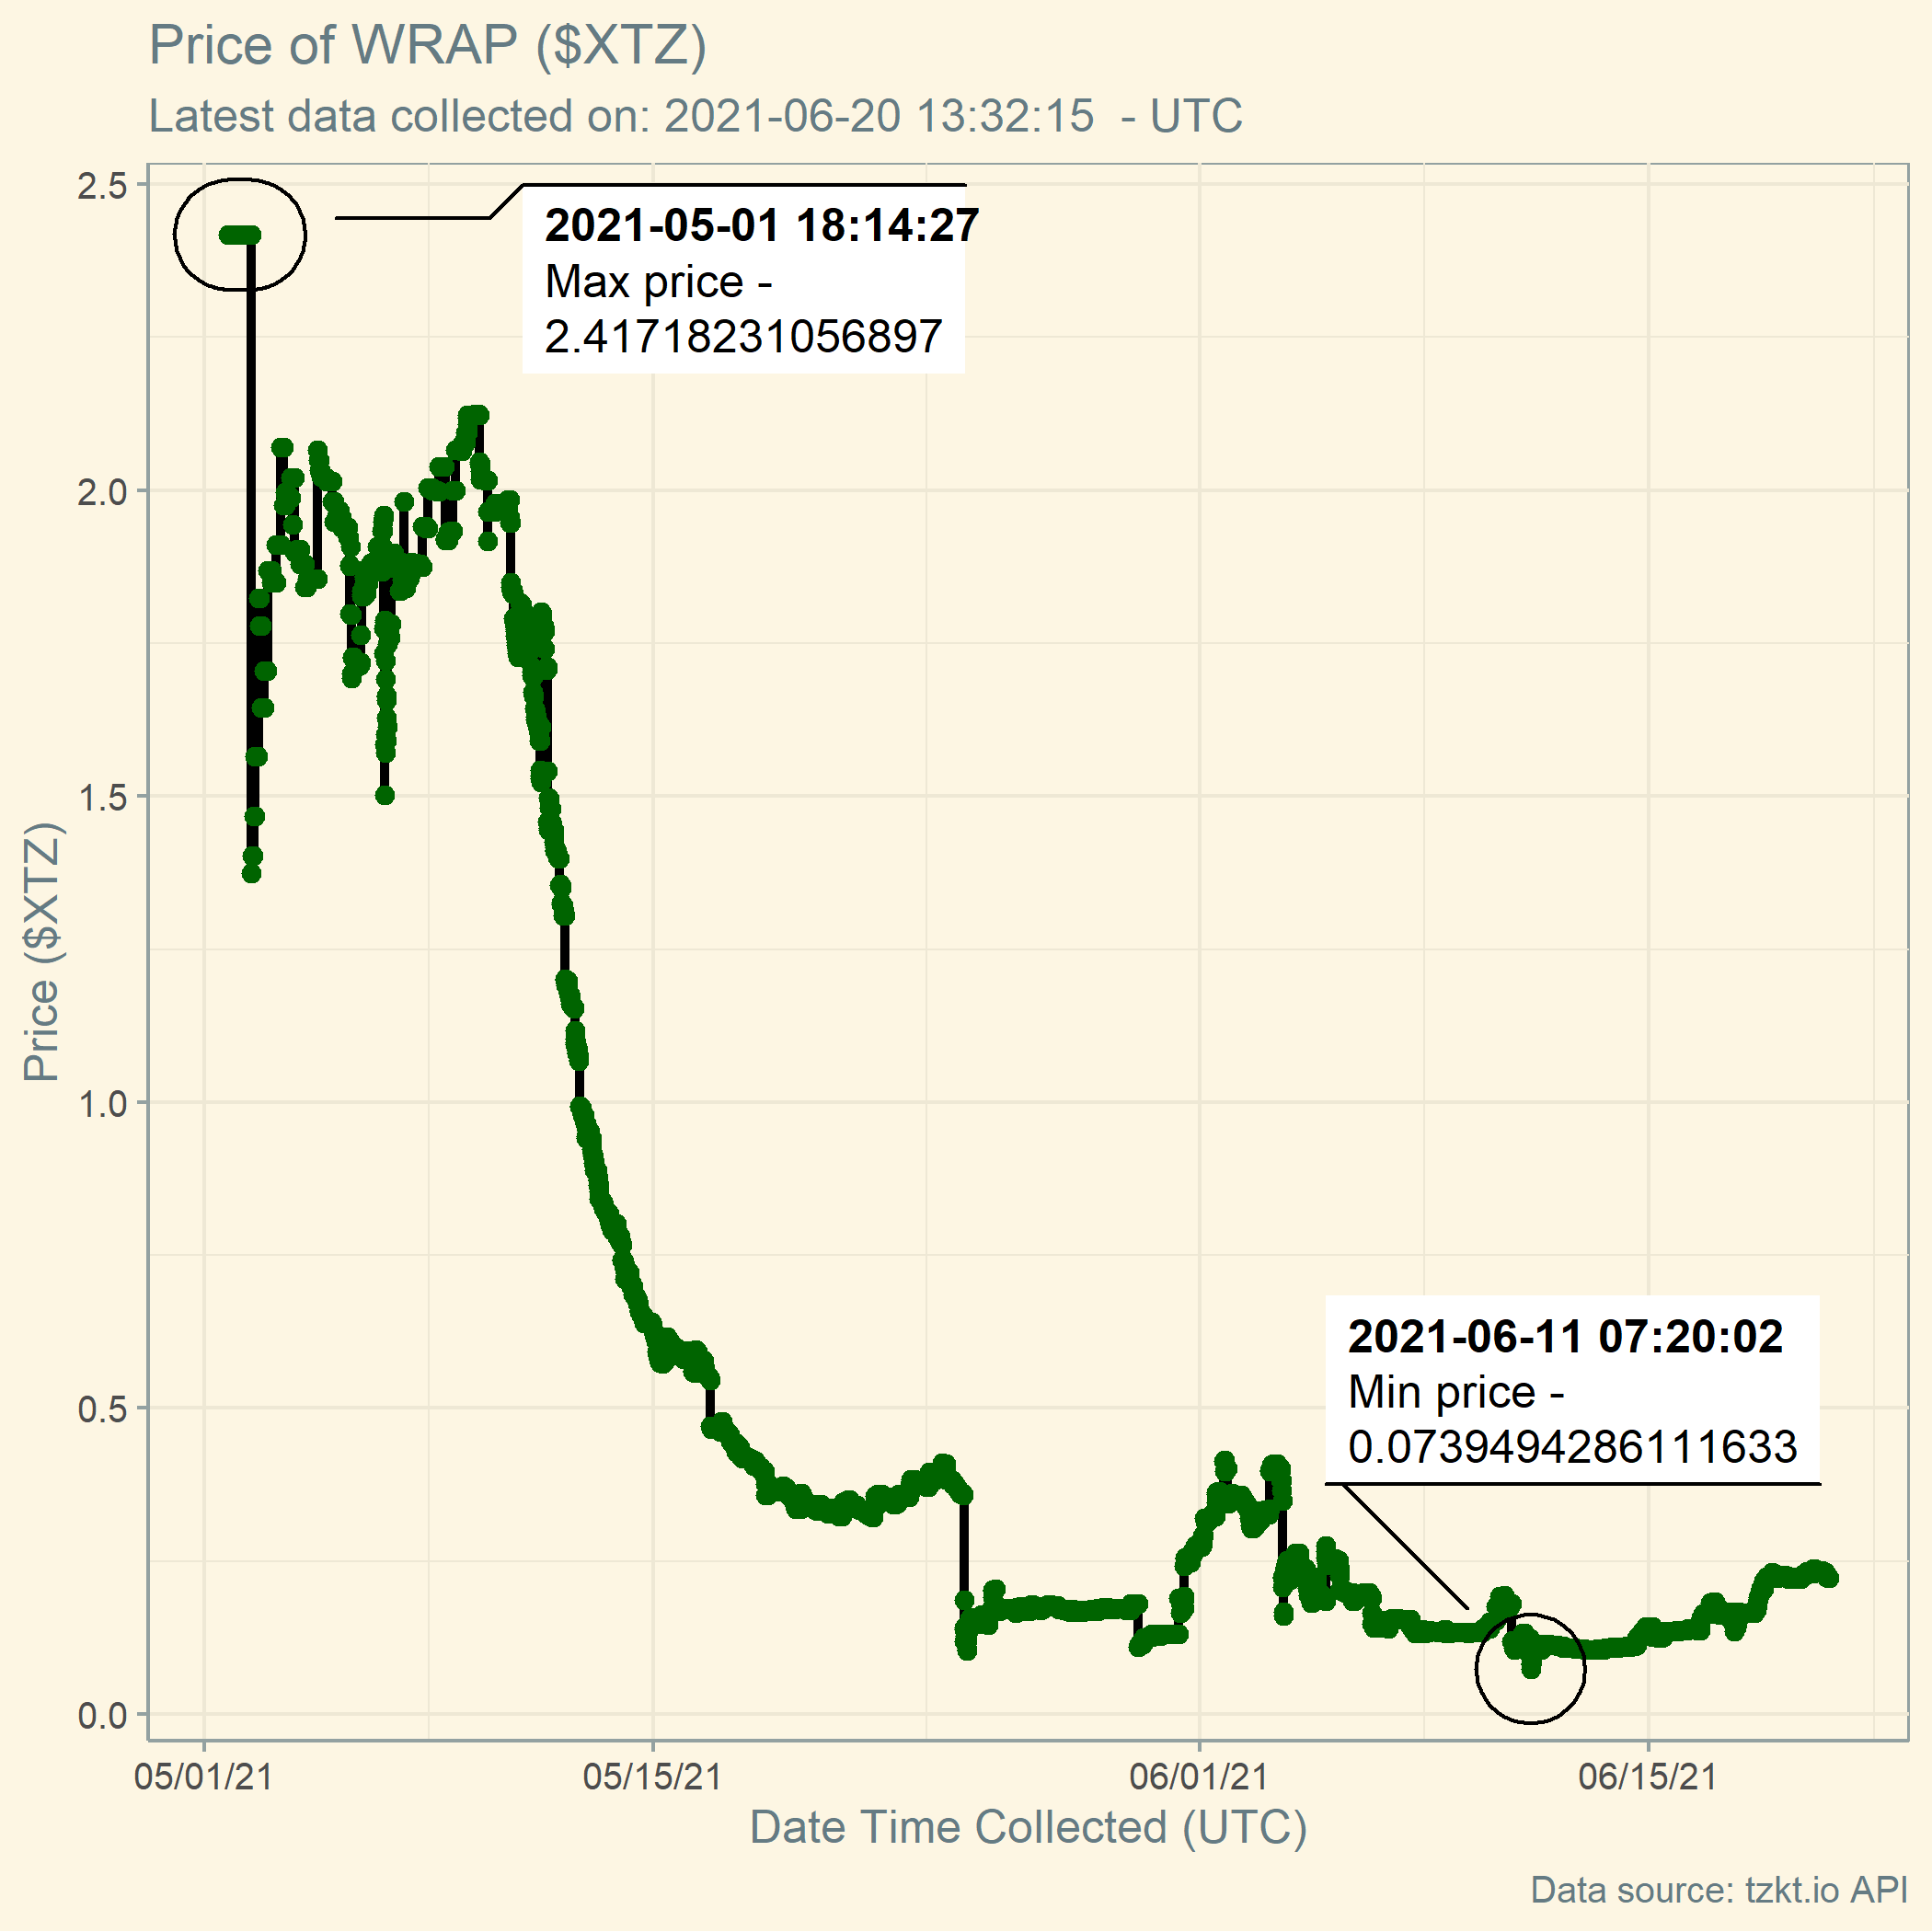 Price of WRAP ($XTZ)
Latest data collected on: 2021-06-20 13:32:15  - UTC
2.5
2021-05-01 18:14:27
Max price -
2.41718231056897
2.0
1.5
Price ($XTZ)
1.0
2021-06-11 07:20:02
Min price -
0.0739494286111633
0.5
0.0
05/01/21
05/15/21
06/01/21
06/15/21
Date Time Collected (UTC)
Data source: tzkt.io API